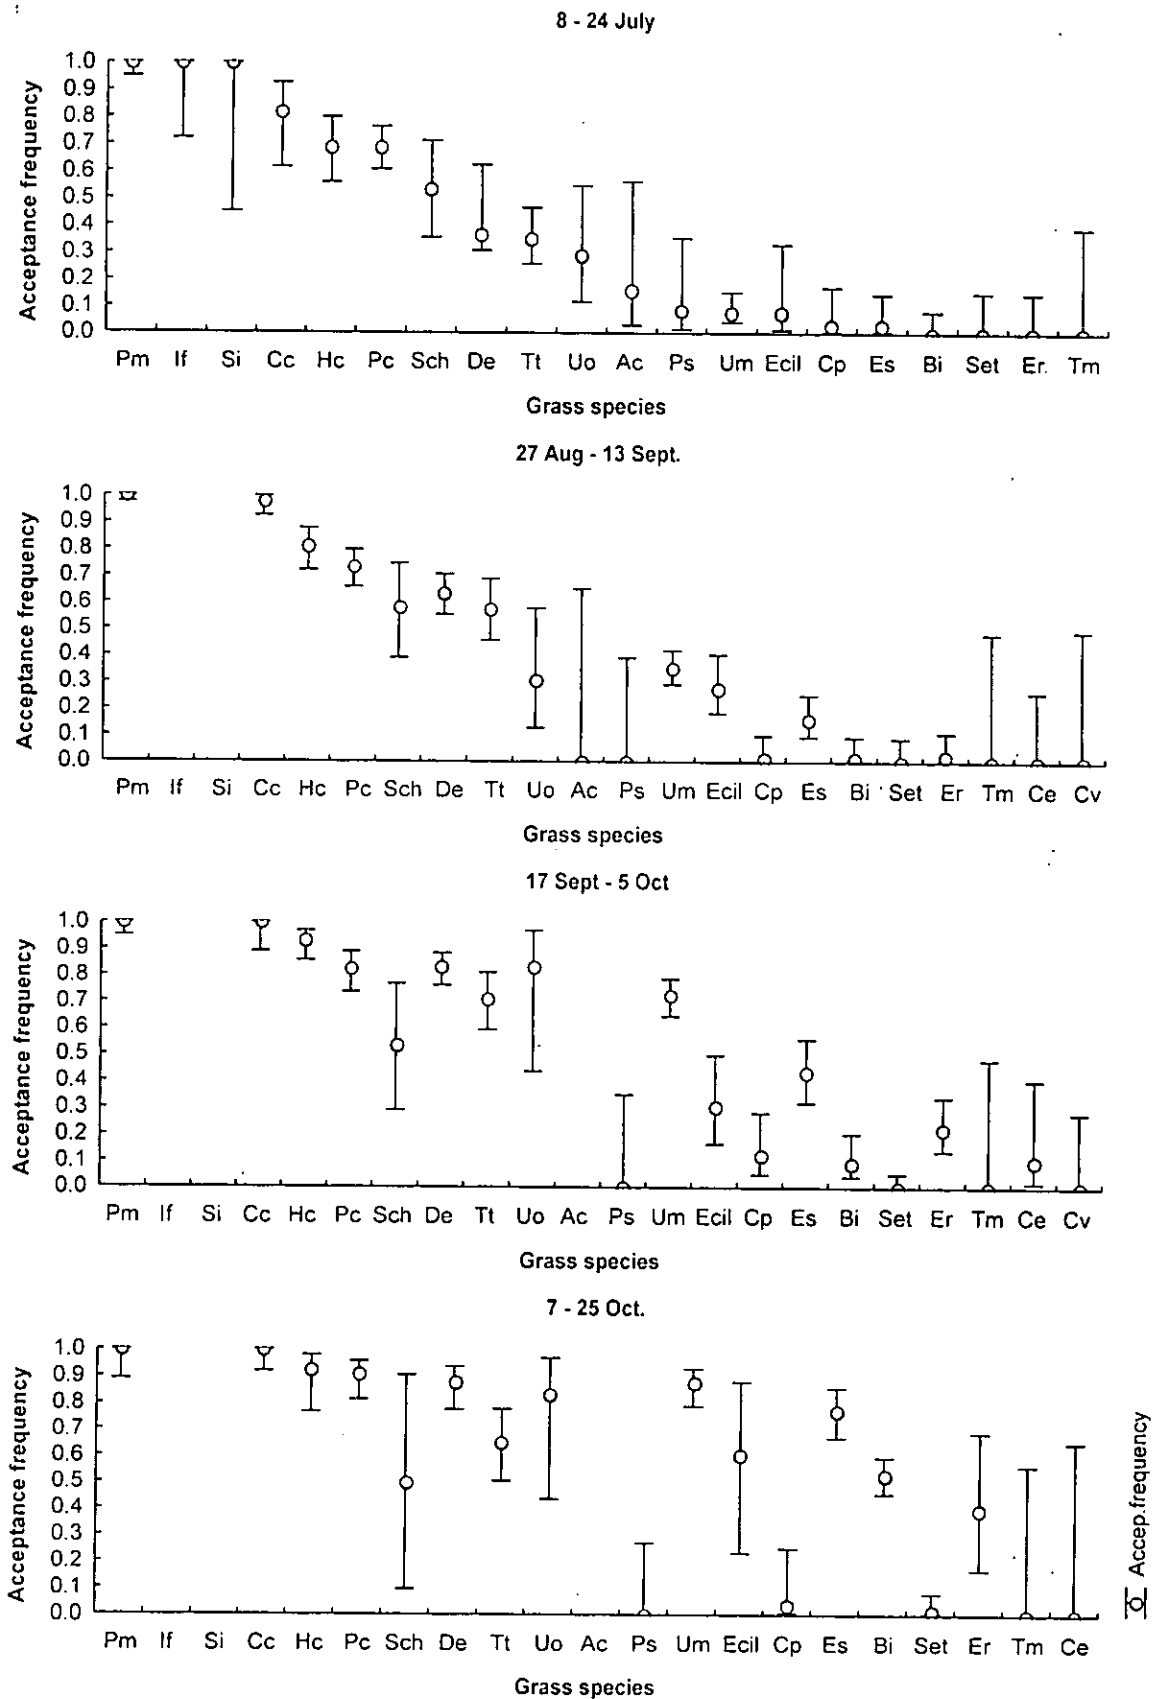 8 - 24 July
Acceptance frequency
1.0
0.9
0.8
0.7
0.6
0.5
0.4
0.3
0.2
0.1
0.0
Pm If Si Cc Hc Pc Sch De Tt Uo Ac Ps Um Ecil Cp Es Bi Set Er. Tm
Grass species
27 Aug - 13 Sept.
Acceptance frequency
1.0
0.9
0.8
0.7
0.6
0.5
0.4
0.3
0.2
0.1
0.0
Pm If Si Cc Hc Pc Sch De Tt Uo Ac Ps Um Ecil Cp Es Bi Set Er Tm Ce Cv
Grass species
17 Sept - 5 Oct
Acceptance frequency
1.0
0.9
0.8
0.7
0.6
0.5
0.4
0.3
0.2
0.1
0.0
Pm If Si Cc Hc Pc Sch De Tt Uo Ac Ps Um Ecil Cp Es Bi Set Er Tm Ce Cv
Grass species
7 - 25 Oct.
Acceptance frequency
1.0
0.9
0.8
0.7
0.6
0.5
0.4
0.3
0.2
0.1
0.0
Pm If Si Cc Hc Pc Sch De Tt Uo Ac Ps Um Ecil Cp Es Bi Set Er Tm Ce
Grass species
Accep.frequency